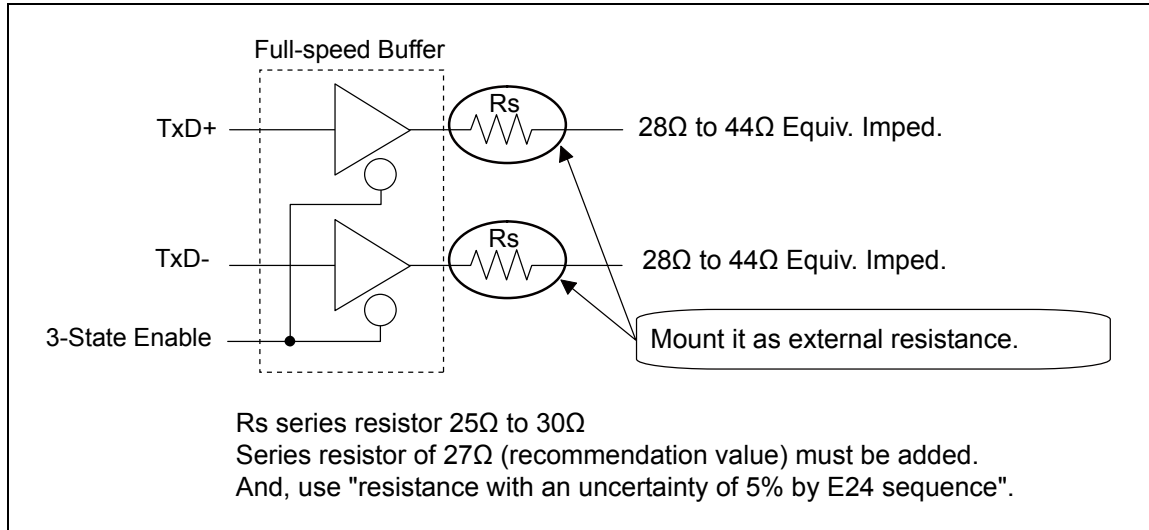 Full-speed Buffer
Rs
TxD+
28Ω to 44Ω Equiv. Imped.
Rs
TxD-
28Ω to 44Ω Equiv. Imped.
3-State Enable
Mount it as external resistance.
Rs series resistor 25Ω to 30Ω
Series resistor of 27Ω (recommendation value) must be added.
And, use "resistance with an uncertainty of 5% by E24 sequence".